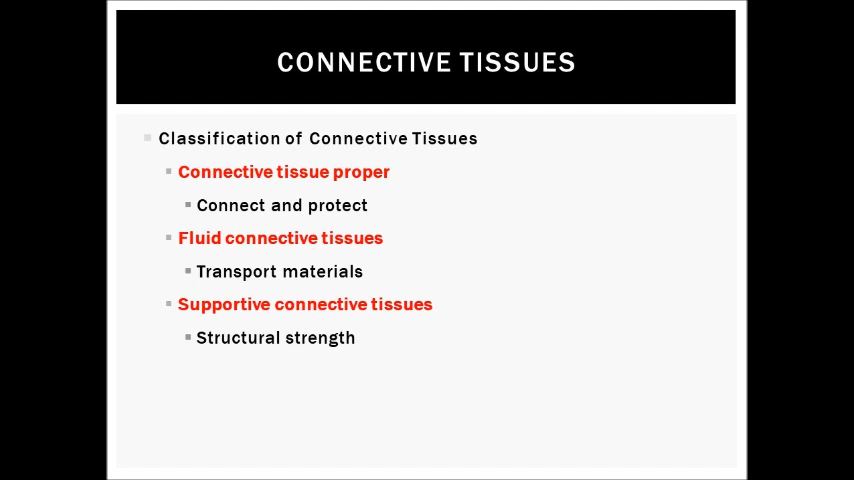 CONNECTIVE TISSUES
Classification of Connective Tissues
Connective tissue proper
Connect and protect
Fluid connective tissues
Transport materials
Supportive connective tissues
Structural strength